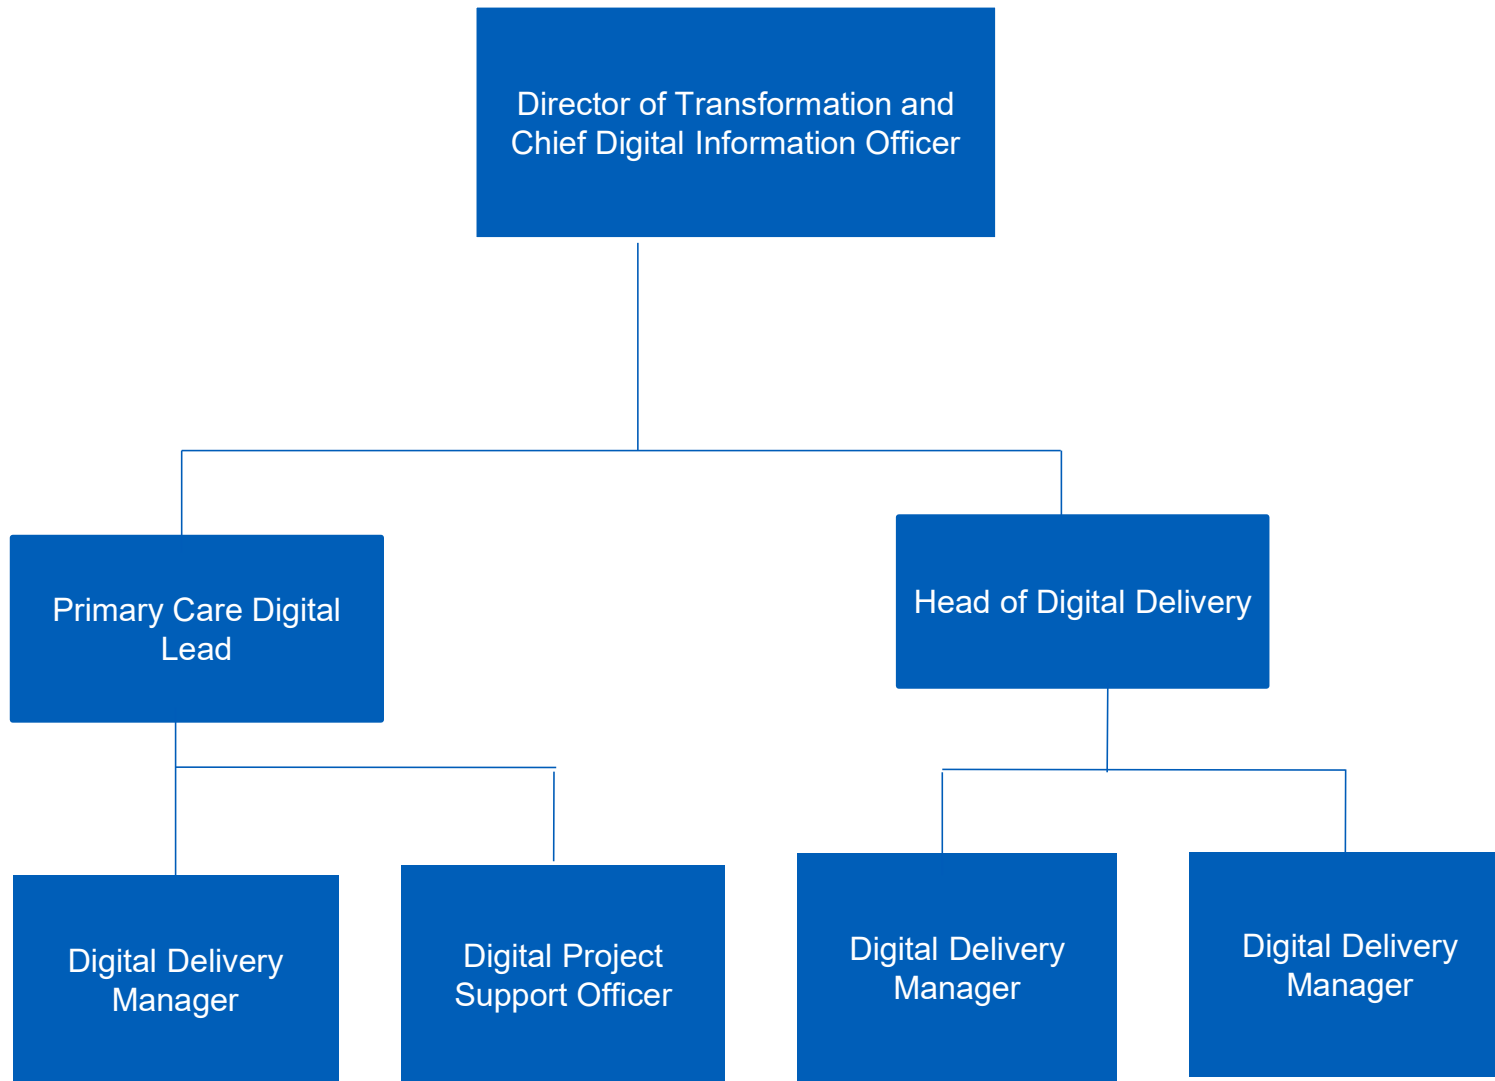 Director of Transformation and
Chief Digital Information Officer
Primary Care Digital
Lead
Head of Digital Delivery
Digital Delivery
Manager
Digital Project
Support Officer
Digital Delivery
Manager
Digital Delivery
Manager